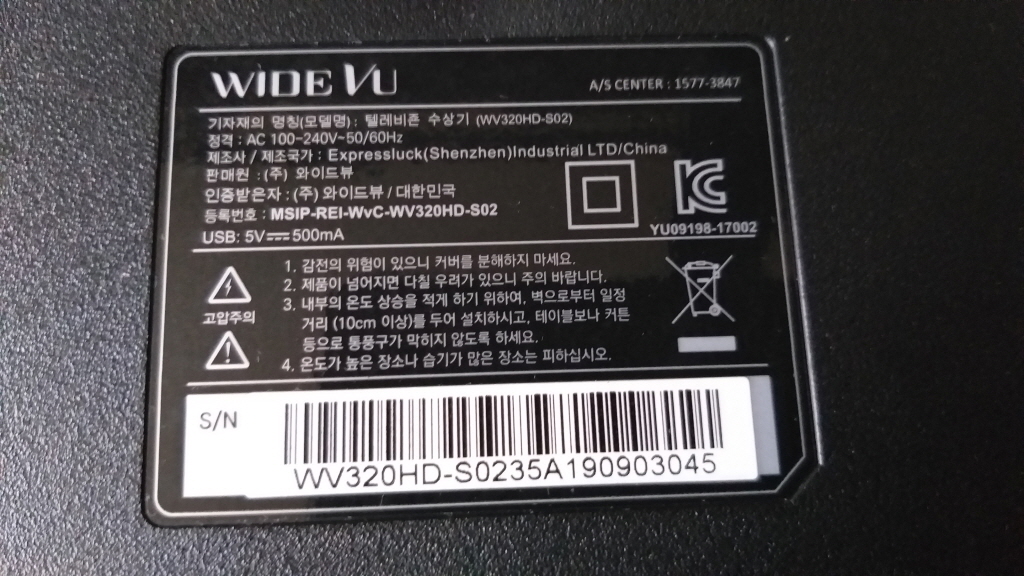 WIDE VU
A/S CENTER : 1577-3847
기자재의 명칭(모델명) : 텔레비죤 수상기 (WV320HD-S02)
정격 : AC 100~240V~50/60Hz
제조사 / 제조국가 : Expressluck(Shenzhen)Industrial LTD/China
판매원 : (주) 와이드뷰
인증받은자 : (주) 와이드뷰 / 대한민국
등록번호 : MSIP-REI-WvC-WV320HD-S02
USB: 5V⎓500mA
KC
YU09198-17002
고압주의
1. 감전의 위험이 있으니 커버를 분해하지 마세요.
2. 제품이 넘어지면 다칠 우려가 있으니 주의 바랍니다.
3. 내부의 온도 상승을 적게 하기 위하여, 벽으로부터 일정
거리 (10cm 이상)를 두어 설치하시고, 테이블보나 커튼
등으로 통풍구가 막히지 않도록 하세요.
4. 온도가 높은 장소나 습기가 많은 장소는 피하십시오.
S/N
WV320HD-S0235A190903045